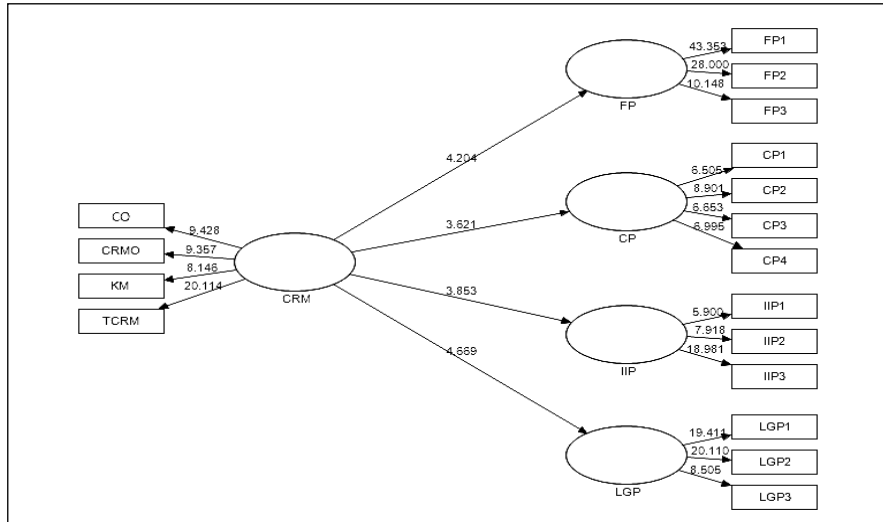 CO
CRMO
KM
TCRM
9.428
9.357
8.146
20.114
CRM
4.204
3.621
3.853
4.669
FP
43.353
28.000
10.148
FP1
FP2
FP3
CP
6.505
8.901
6.653
6.995
CP1
CP2
CP3
CP4
IIP
5.900
7.918
18.981
IIP1
IIP2
IIP3
LGP
19.411
20.110
8.505
LGP1
LGP2
LGP3